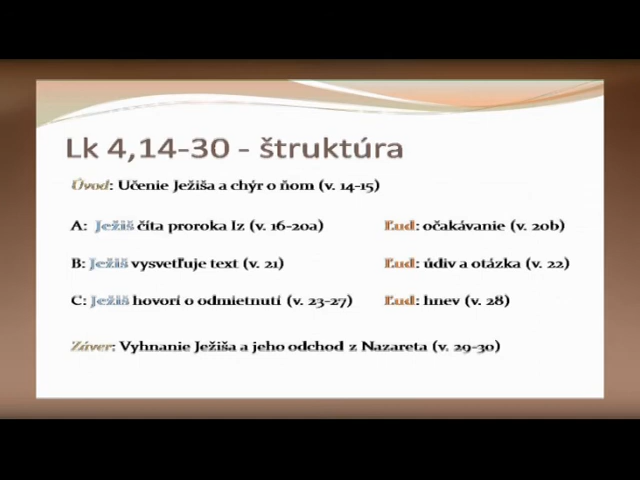 Lk 4,14-30 - štruktúra
Úvod: Učenie Ježiša a chýr o ňom (v. 14-15)
A: Ježiš číta proroka Iz (v. 16-20a) Ľud: očakávanie (v. 20b)
B: Ježiš vysvetľuje text (v. 21) Ľud: údiv a otázka (v. 22)
C: Ježiš hovorí o odmietnutí (v. 23-27) Ľud: hnev (v. 28)
Záver: Vyhnanie Ježiša a jeho odchod z Nazareta (v. 29-30)